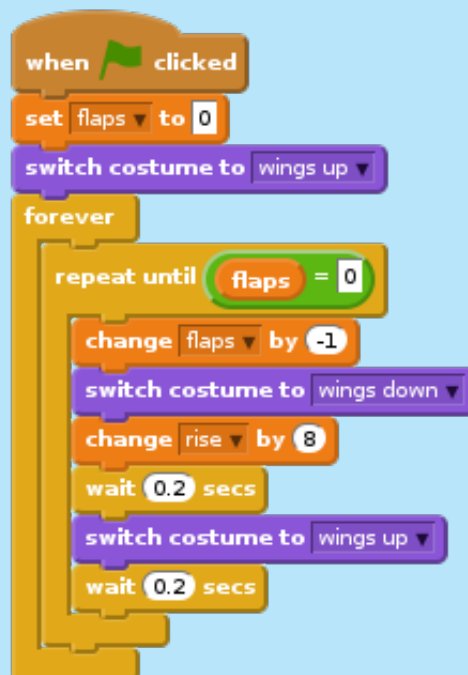 when clicked
set flaps to 0
switch costume to wings up
forever
repeat until flaps = 0
change flaps by -1
switch costume to wings down
change rise by 8
wait 0.2 secs
switch costume to wings up
wait 0.2 secs